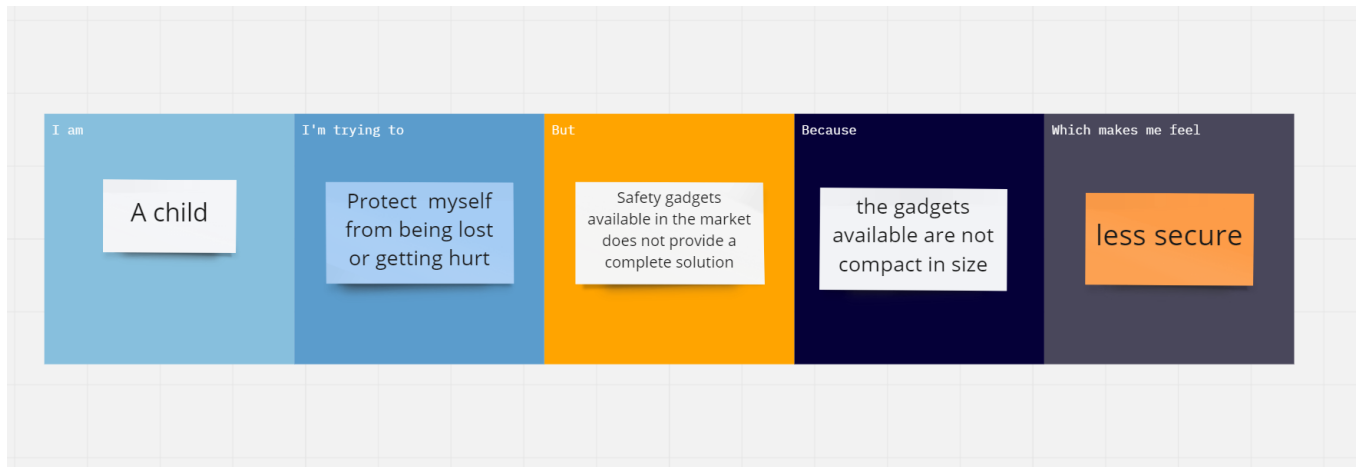 I am
A child
I'm trying to
Protect myself
from being lost
or getting hurt
But
Safety gadgets
available in the market
does not provide a
complete solution
Because
the gadgets
available are not
compact in size
Which makes me feel
less secure